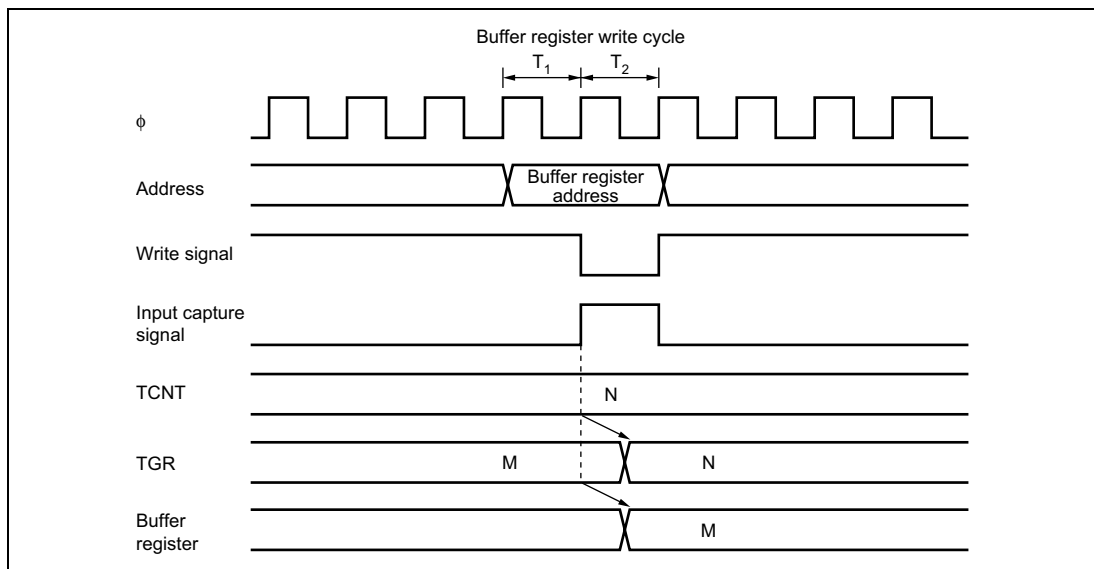 Buffer register write cycle
T1 T2
ϕ
Address
Buffer register
address
Write signal
Input capture
signal
TCNT
N
TGR
M N
Buffer
register
M